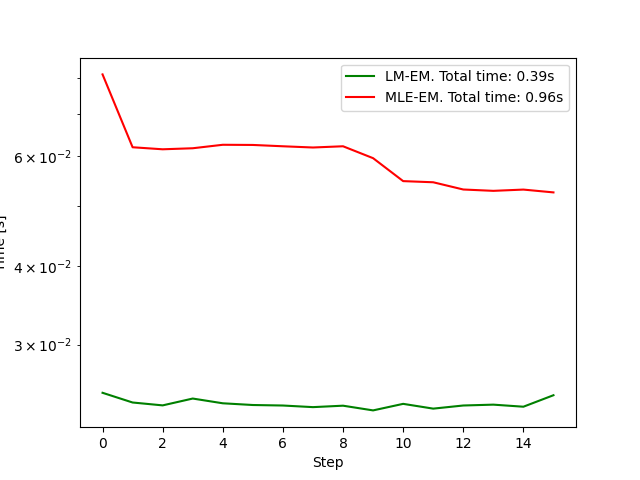 LM-EM. Total time: 0.39s
MLE-EM. Total time: 0.96s
6 × 10⁻²
4 × 10⁻²
3 × 10⁻²
0 2 4 6 8 10 12 14
Step